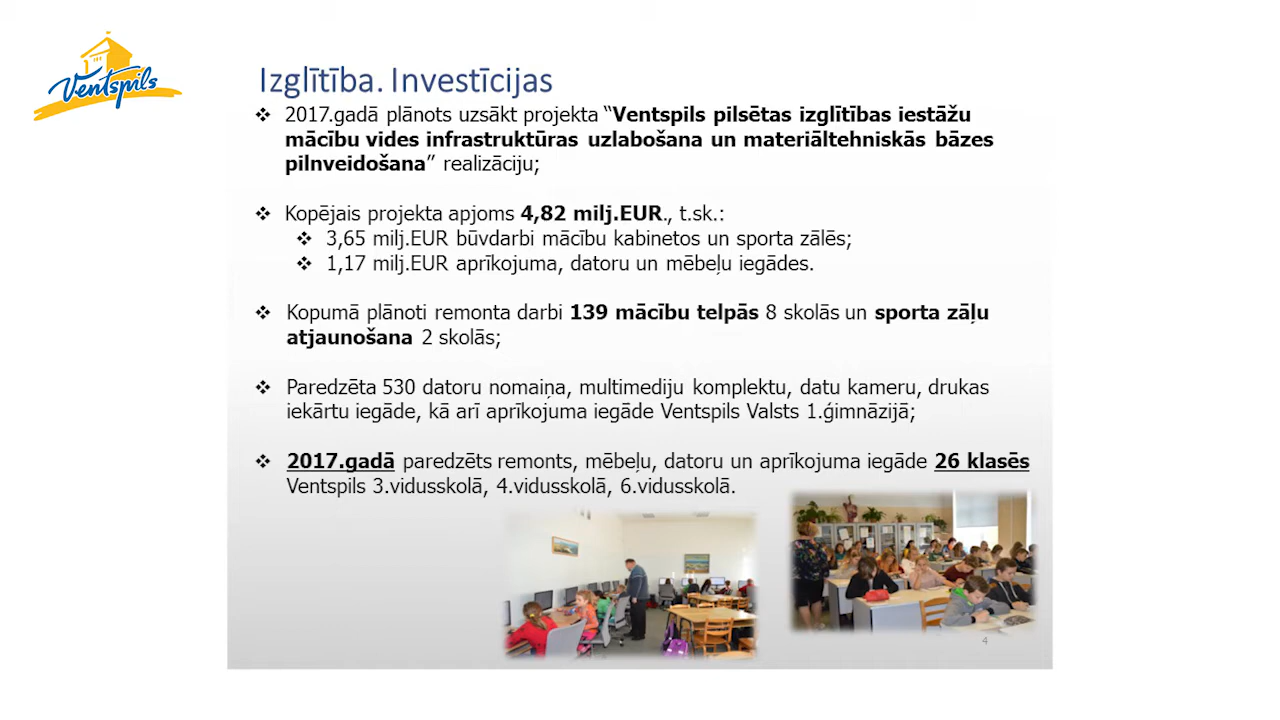 Ventspils
Izglītība. Investīcijas
❖ 2017.gadā plānots uzsākt projekta “Ventspils pilsētas izglītības iestāžu
mācību vides infrastruktūras uzlabošana un materiāltehniskās bāzes
pilnveidošana” realizāciju;
❖ Kopējais projekta apjoms 4,82 milj.EUR., t.sk.:
❖ 3,65 milj.EUR būvdarbi mācību kabinetos un sporta zālēs;
❖ 1,17 milj.EUR aprīkojuma, datoru un mēbeļu iegādes.
❖ Kopumā plānoti remonta darbi 139 mācību telpās 8 skolās un sporta zāļu
atjaunošana 2 skolās;
❖ Paredzēta 530 datoru nomaiņa, multimediju komplektu, datu kameru, drukas
iekārtu iegāde, kā arī aprīkojuma iegāde Ventspils Valsts 1.ģimnāzijā;
❖ 2017.gadā paredzēts remonts, mēbeļu, datoru un aprīkojuma iegāde 26 klasēs
Ventspils 3.vidusskolā, 4.vidusskolā, 6.vidusskolā.
4